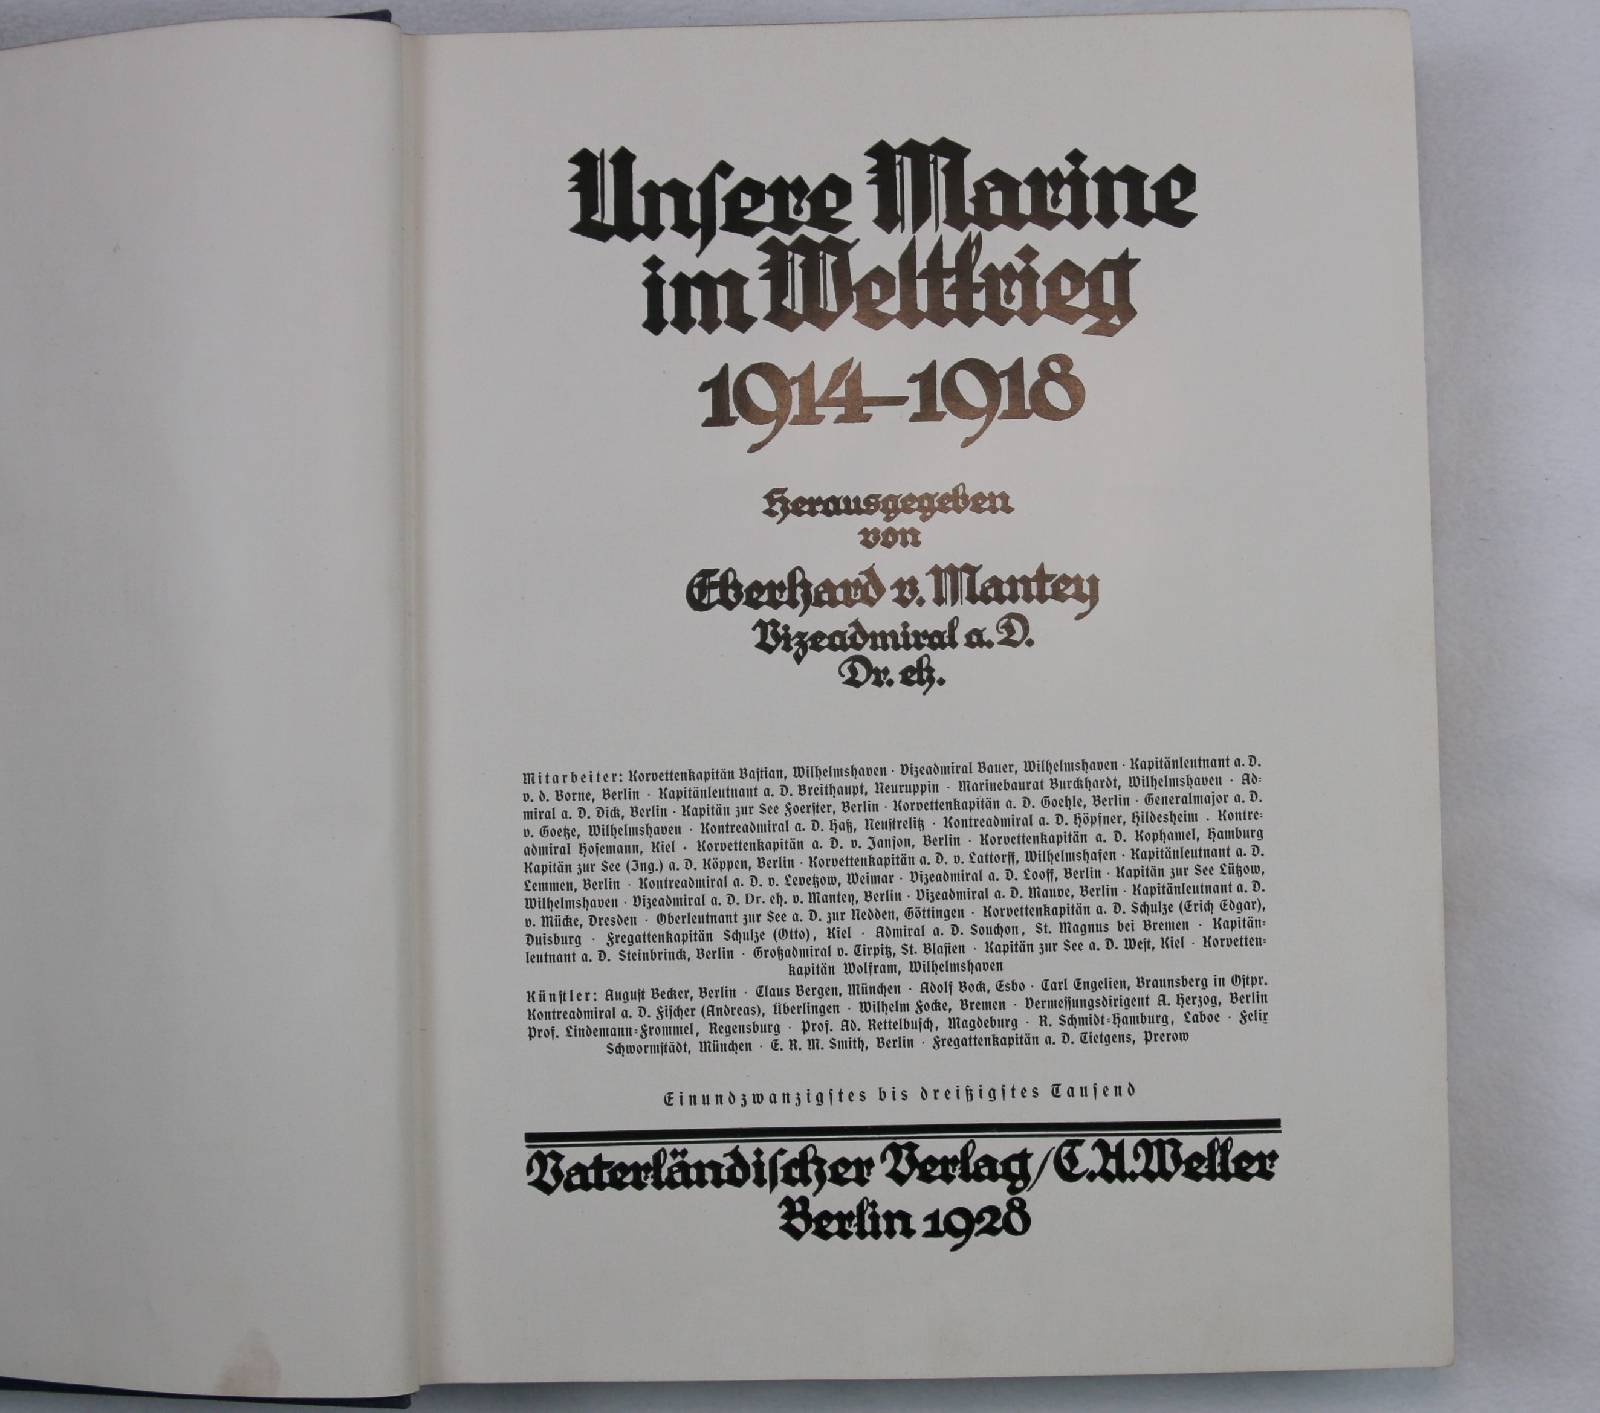 Unsere Marine
im Weltkrieg
1914–1918
Herausgegeben
von
Eberhard v. Mantey
Vizeadmiral a. D.
Dr. eh.
Mitarbeiter: Korvettenkapitän Bastian, Wilhelmshaven · Vizeadmiral Bauer, Wilhelmshaven · Kapitänleutnant a. D.
v. d. Borne, Berlin · Kapitänleutnant a. D. Breithaupt, Neuruppin · Marinebaurat Burckhardt, Wilhelmshaven · Ad-
miral a. D. Dick, Berlin · Kapitän zur See Foerster, Berlin · Korvettenkapitän a. D. Goehle, Berlin · Generalmajor a. D.
v. Goetze, Wilhelmshaven · Kontreadmiral a. D. Haß, Neustrelitz · Kontreadmiral a. D. Höpfner, Hildesheim · Kontre-
admiral Hosemann, Kiel · Korvettenkapitän a. D. v. Janson, Berlin · Korvettenkapitän a. D. Kophamel, Hamburg
Kapitän zur See (Ing.) a. D. Köppen, Berlin · Korvettenkapitän a. D. v. Lattorff, Wilhelmshafen · Kapitänleutnant a. D.
Lemmen, Berlin · Kontreadmiral a. D. v. Levetzow, Weimar · Vizeadmiral a. D. Looff, Berlin · Kapitän zur See Lützow,
Wilhelmshaven · Vizeadmiral a. D. Dr. eh. v. Mantey, Berlin · Vizeadmiral a. D. Mauve, Berlin · Kapitänleutnant a. D.
v. Mücke, Dresden · Oberleutnant zur See a. D. zur Nedden, Göttingen · Korvettenkapitän a. D. Schulze (Erich Edgar),
Duisburg · Fregattenkapitän Schulze (Otto), Kiel · Admiral a. D. Souchon, St. Magnus bei Bremen · Kapitän-
leutnant a. D. Steinbrinck, Berlin · Großadmiral v. Tirpitz, St. Blasien · Kapitän zur See a. D. West, Kiel · Korvetten-
kapitän Wolfram, Wilhelmshaven
Künstler: August Becker, Berlin · Claus Bergen, München · Adolf Bock, Esbo · Carl Engelien, Braunsberg in Ostpr.
Kontreadmiral a. D. Fischer (Andreas), Überlingen · Wilhelm Focke, Bremen · Vermessungsdirigent A. Herzog, Berlin
Prof. Lindemann-Frommel, Regensburg · Prof. Ad. Rettelbusch, Magdeburg · R. Schmidt-Hamburg, Laboe · Felix
Schwormstädt, München · E. R. M. Smith, Berlin · Fregattenkapitän a. D. Tietgens, Prerow
Einundzwanzigstes bis dreißigstes Tausend
Vaterländischer Verlag/C. A. Weller
Berlin 1928